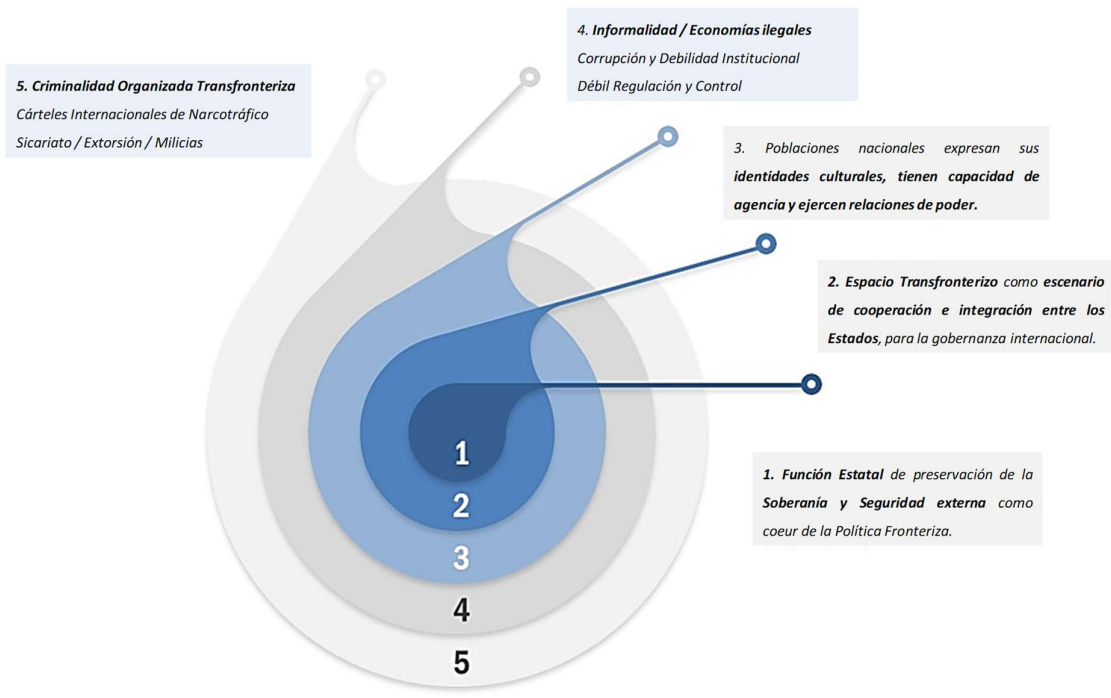 4. Informalidad / Economías ilegales
Corrupción y Debilidad Institucional
Débil Regulación y Control
5. Criminalidad Organizada Transfronteriza
Cárteles Internacionales de Narcotráfico
Sicariato / Extorsión / Milicias
3. Poblaciones nacionales expresan sus
identidades culturales, tienen capacidad de
agencia y ejercen relaciones de poder.
2. Espacio Transfronterizo como escenario
de cooperación e integración entre los
Estados, para la gobernanza internacional.
1. Función Estatal de preservación de la
Soberanía y Seguridad externa como
coeur de la Política Fronteriza.
1
2
3
4
5